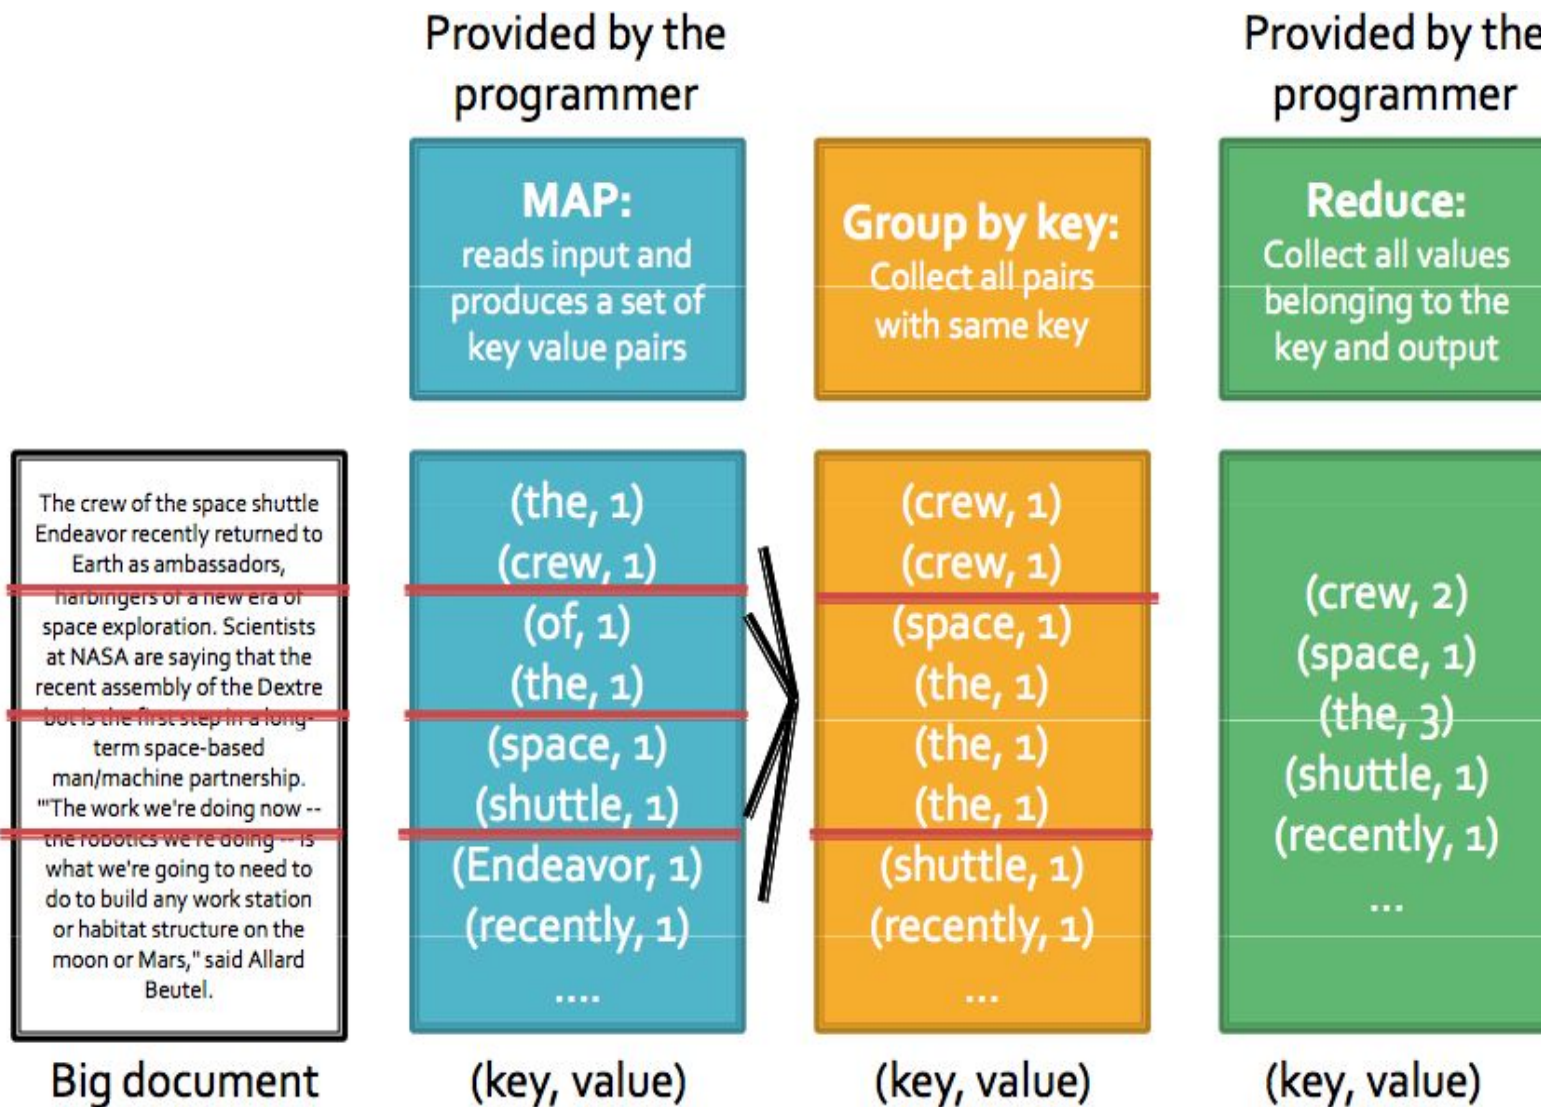 Provided by the
programmer
Provided by the
programmer
MAP:
reads input and
produces a set of
key value pairs
Group by key:
Collect all pairs
with same key
Reduce:
Collect all values
belonging to the
key and output
The crew of the space shuttle
Endeavor recently returned to
Earth as ambassadors,
harbingers of a new era of
space exploration. Scientists
at NASA are saying that the
recent assembly of the Dextre
bot is the first step in a long-
term space-based
man/machine partnership.
'"The work we're doing now --
the robotics we're doing -- is
what we're going to need to
do to build any work station
or habitat structure on the
moon or Mars," said Allard
Beutel.
Big document
(the, 1)
(crew, 1)
(of, 1)
(the, 1)
(space, 1)
(shuttle, 1)
(Endeavor, 1)
(recently, 1)
....
(key, value)
(crew, 1)
(crew, 1)
(space, 1)
(the, 1)
(the, 1)
(the, 1)
(shuttle, 1)
(recently, 1)
...
(key, value)
(crew, 2)
(space, 1)
(the, 3)
(shuttle, 1)
(recently, 1)
...
(key, value)